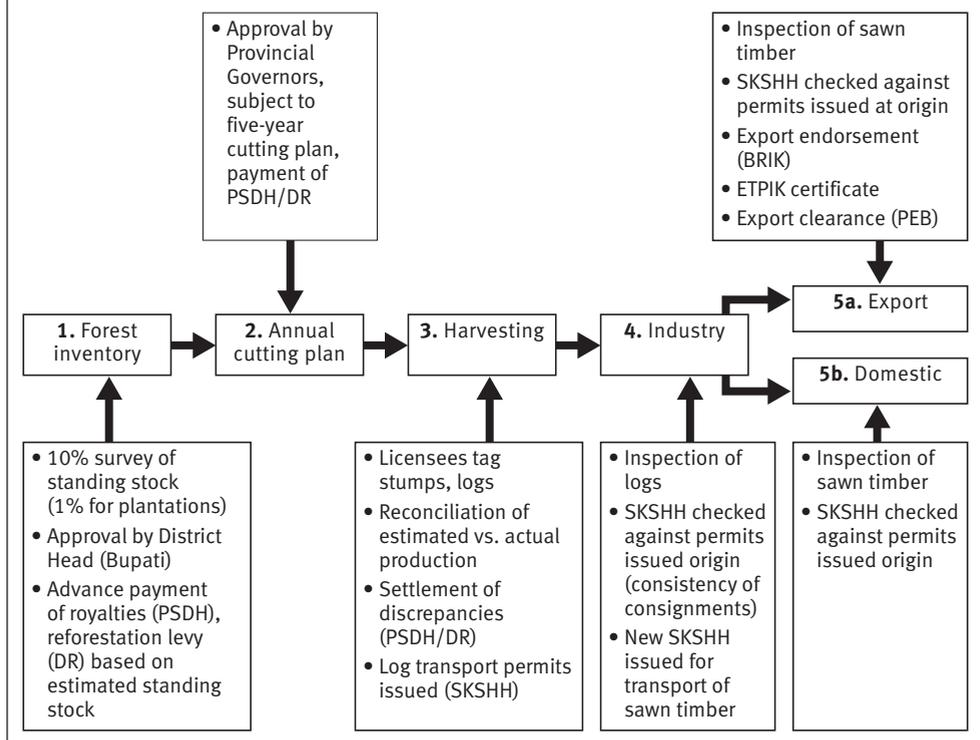 • Approval by
Provincial
Governors,
subject to
five-year
cutting plan,
payment of
PSDH/DR
• Inspection of sawn
timber
• SKSHH checked against
permits issued at origin
• Export endorsement
(BRIK)
• ETPIK certificate
• Export clearance (PEB)
1. Forest
inventory
2. Annual
cutting plan
3. Harvesting
4. Industry
5a. Export
5b. Domestic
• 10% survey of
standing stock
(1% for plantations)
• Approval by District
Head (Bupati)
• Advance payment
of royalties (PSDH),
reforestation levy
(DR) based on
estimated standing
stock
• Licensees tag
stumps, logs
• Reconciliation of
estimated vs. actual
production
• Settlement of
discrepancies
(PSDH/DR)
• Log transport permits
issued (SKSHH)
• Inspection of
logs
• SKSHH checked
against permits
issued origin
(consistency of
consignments)
• New SKSHH
issued for
transport of
sawn timber
• Inspection of
sawn timber
• SKSHH checked
against permits
issued origin